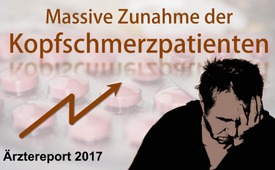 Massive Zunahme der
Kopfschmerzpatienten
Ärztereport 2017